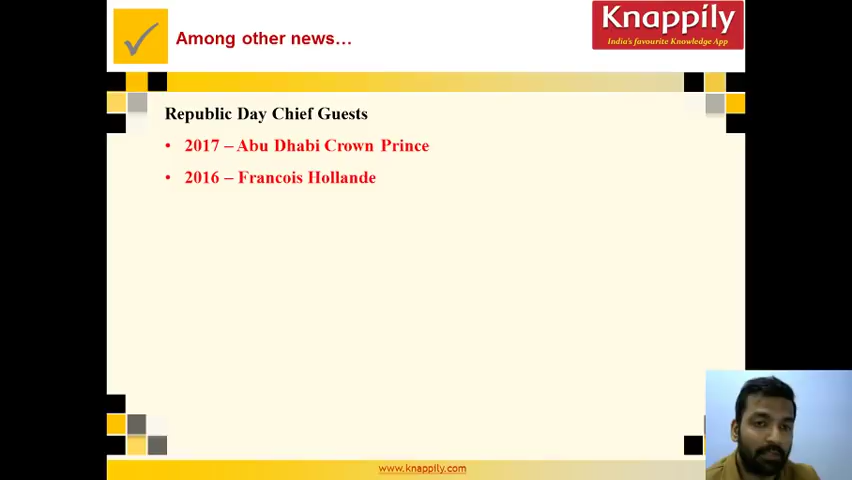 Among other news…
Knappily
India's favourite Knowledge App
Republic Day Chief Guests
• 2017 – Abu Dhabi Crown Prince
• 2016 – Francois Hollande
www.knappily.com